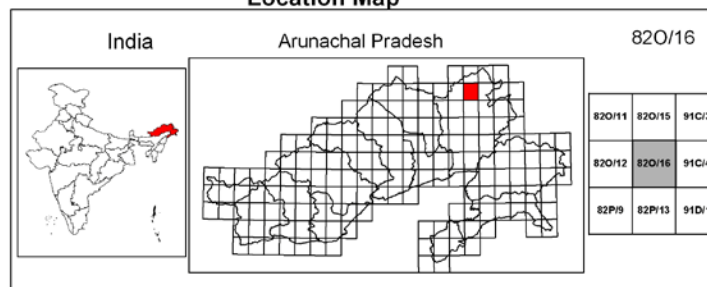 Location Map
India
Arunachal Pradesh
82O/16
82O/11 82O/15
82O/12 82O/16
82P/9 82P/13